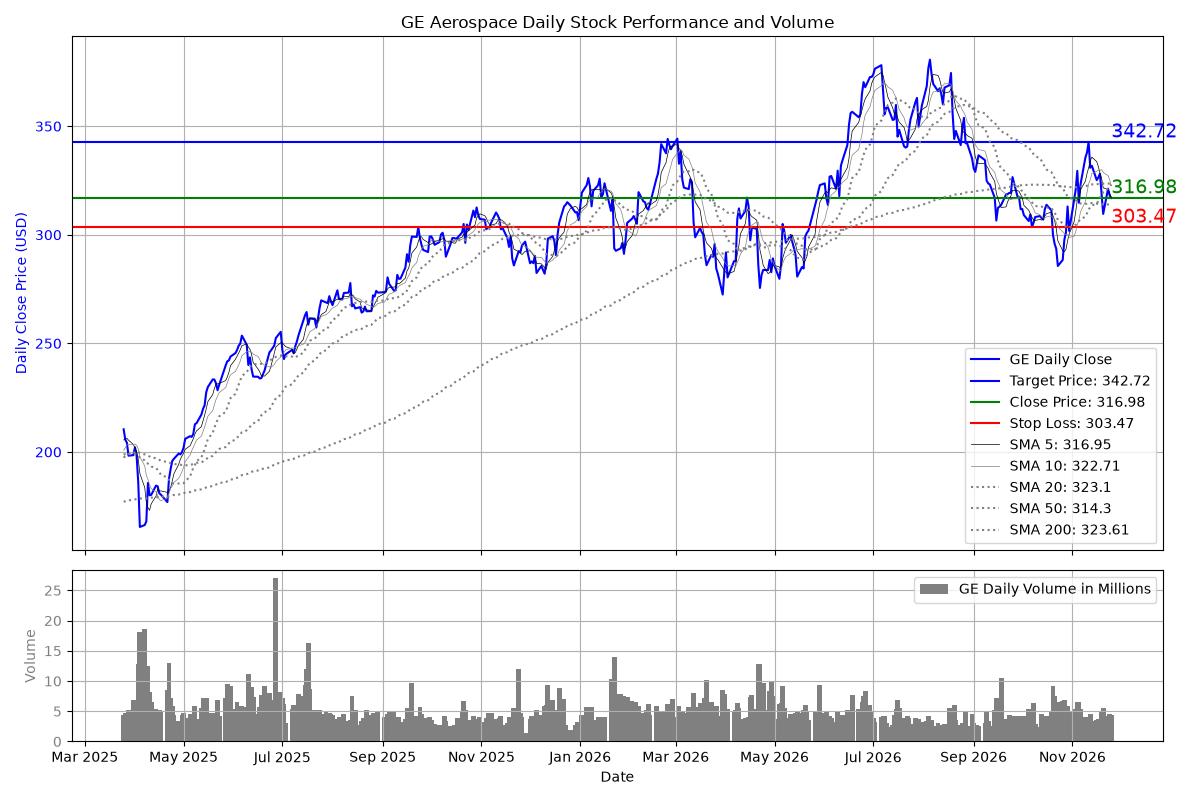 GE Aerospace Daily Stock Performance and Volume
Daily Close Price (USD)
350
300
250
200
342.72
316.98
303.47
GE Daily Close
Target Price: 342.72
Close Price: 316.98
Stop Loss: 303.47
SMA 5: 316.95
SMA 10: 322.71
SMA 20: 323.1
SMA 50: 314.3
SMA 200: 323.61
Volume
25
20
15
10
5
0
GE Daily Volume in Millions
Mar 2025 May 2025 Jul 2025 Sep 2025 Nov 2025 Jan 2026 Mar 2026 May 2026 Jul 2026 Sep 2026 Nov 2026
Date